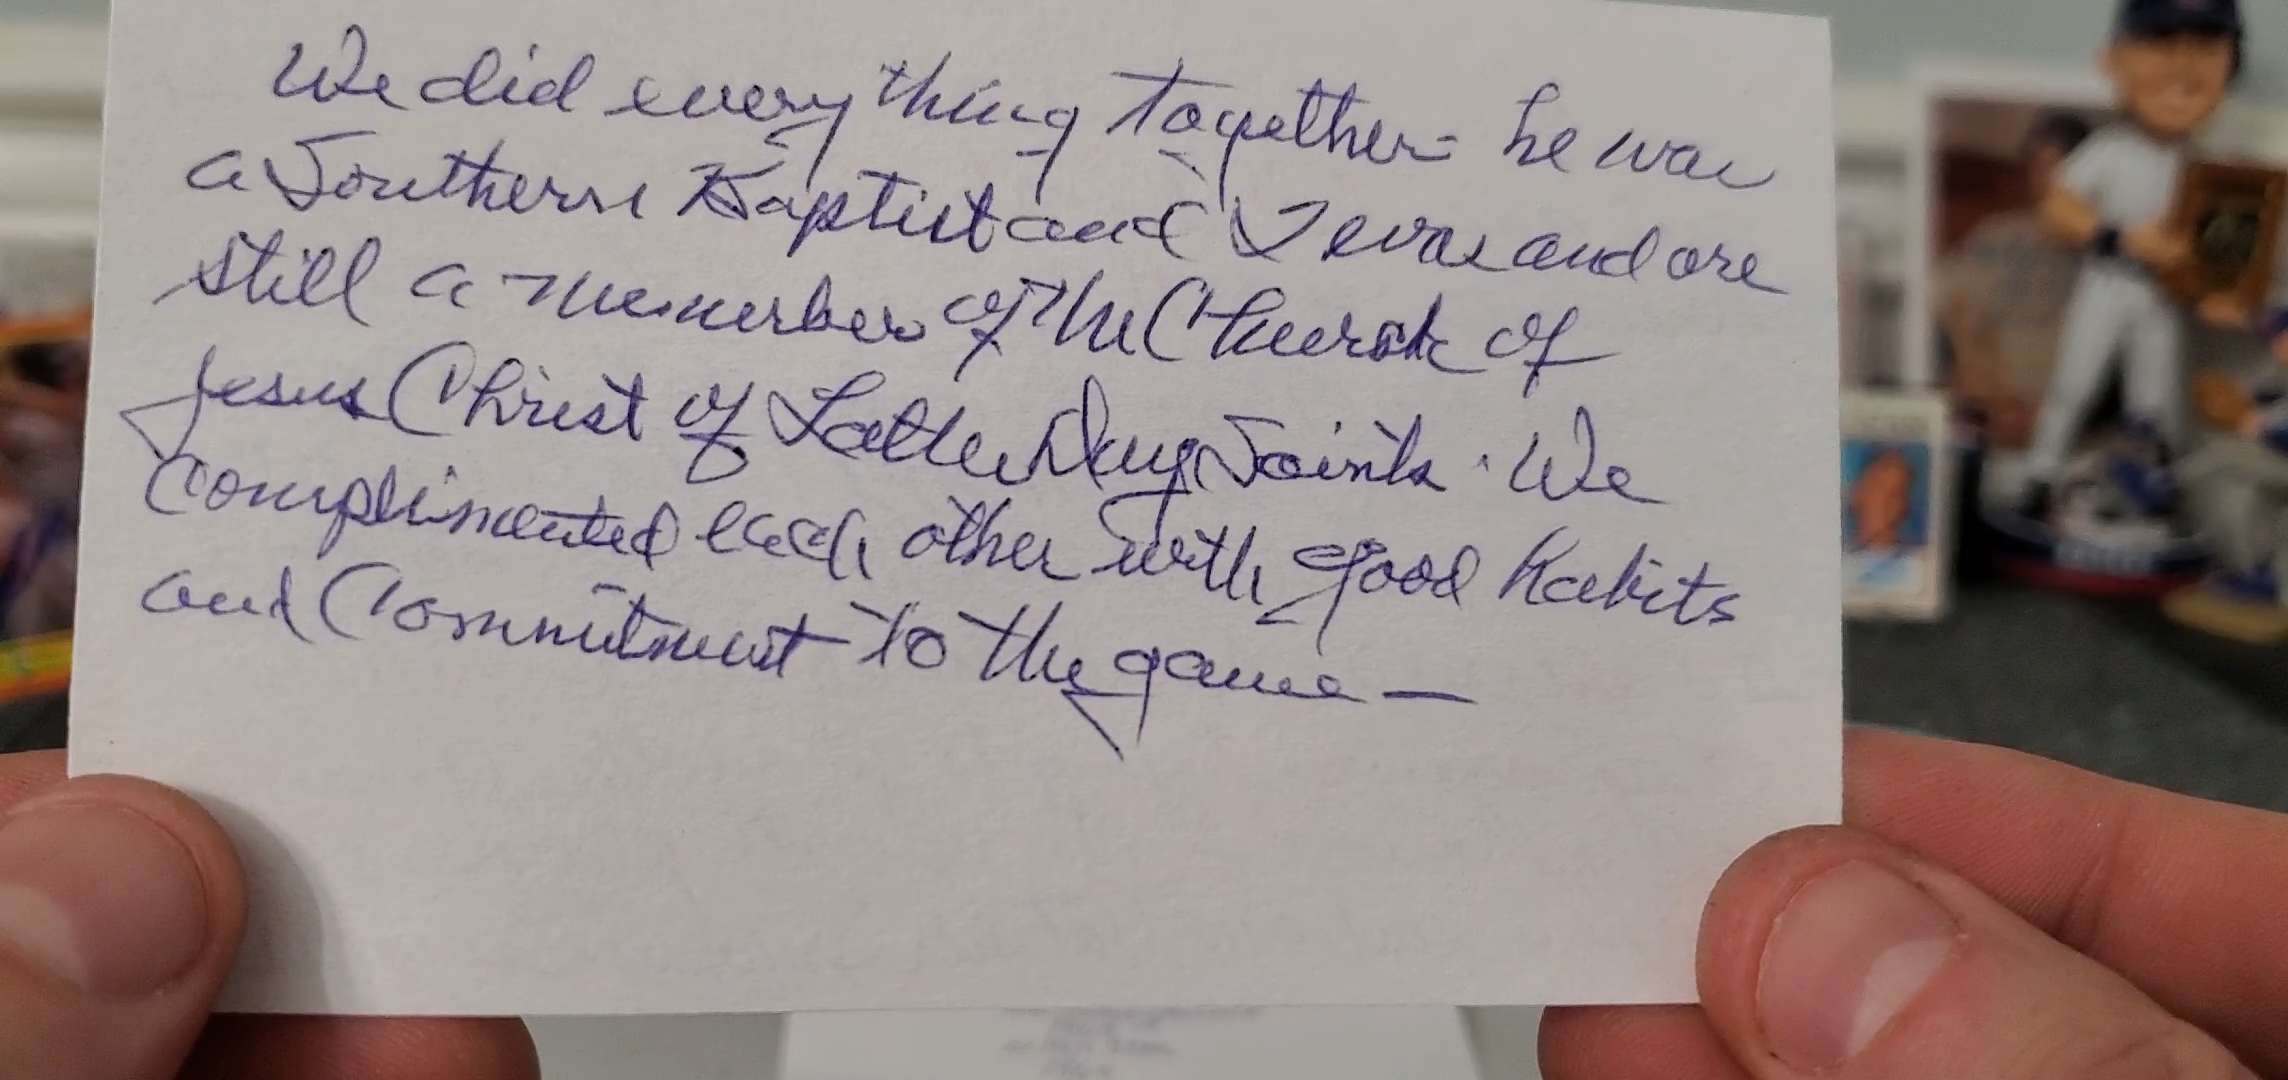 We did everything together - he was
a Southern Baptist and I was and are
still a member of the Church of
Jesus Christ of Latter Day Saints. We
complimented each other with good habits
and Commitment to the game —